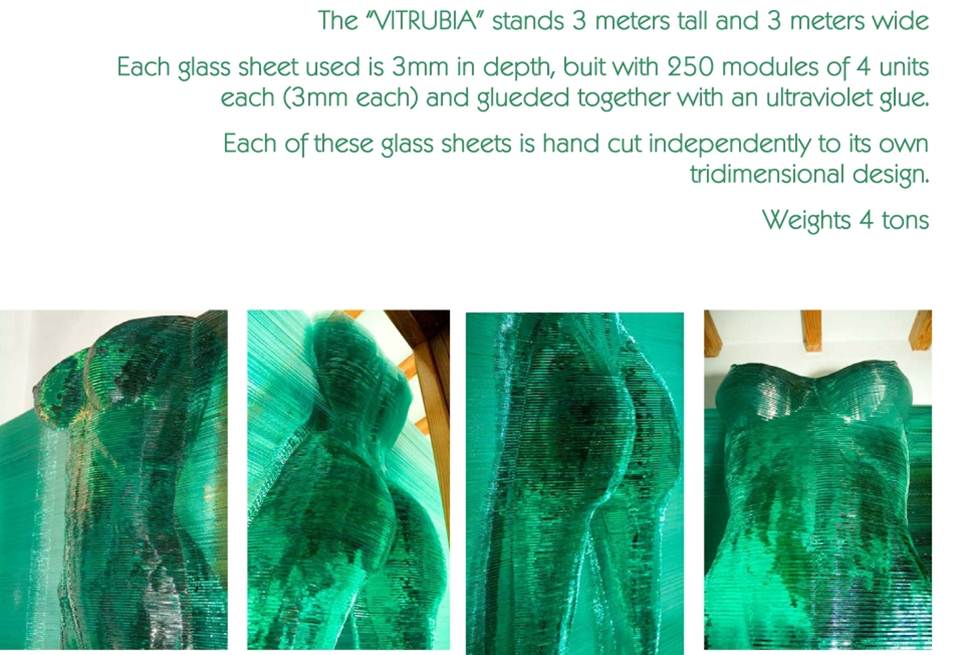 The “VITRUBIA” stands 3 meters tall and 3 meters wide
Each glass sheet used is 3mm in depth, buit with 250 modules of 4 units
each (3mm each) and glueded together with an ultraviolet glue.
Each of these glass sheets is hand cut independently to its own
tridimensional design.
Weights 4 tons